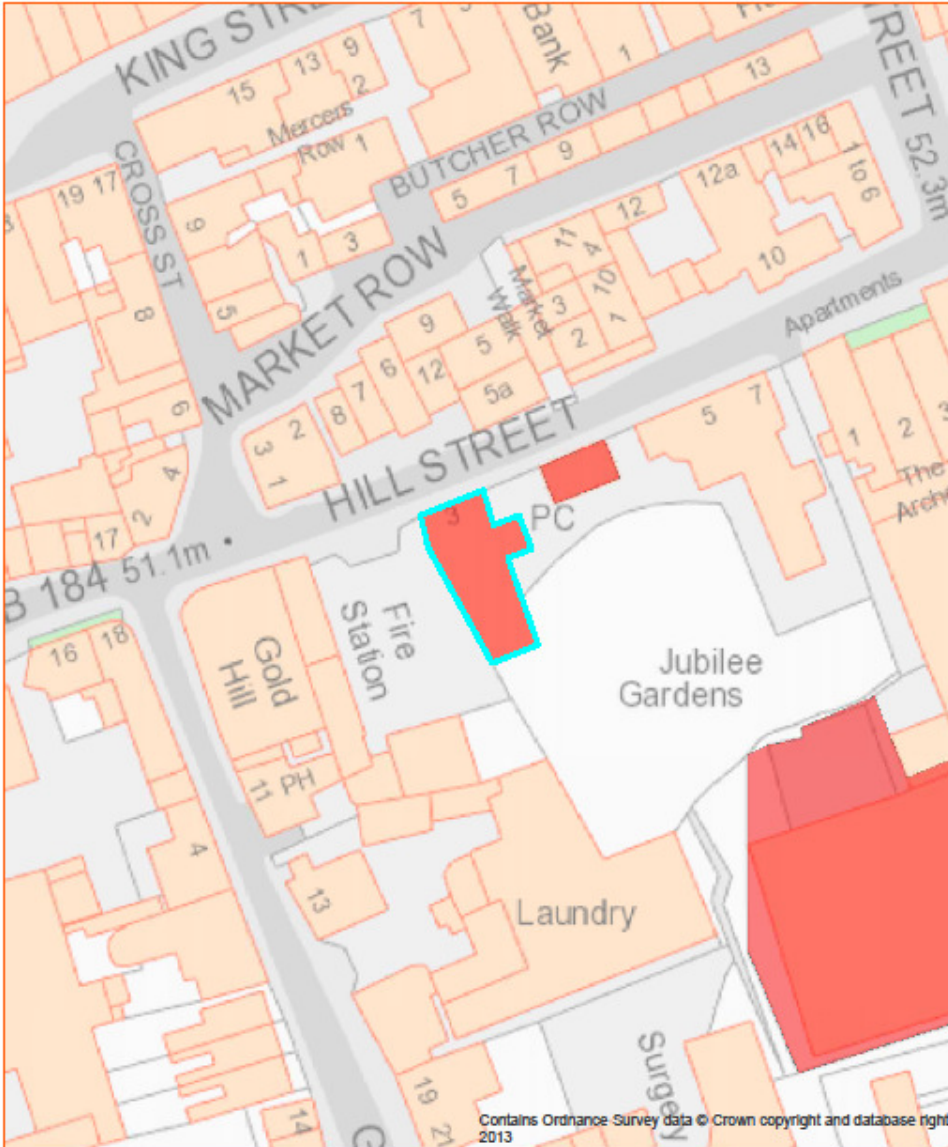 KING STRE
15
13
9
2
7
Bank
1
13
Mercers
Row
1
BUTCHER ROW
5
7
9
TREET 52.3m
CROSS ST
19
17
9
1
3
5
MARKET ROW
8
6
4
2
17
12
12a
14
16
1 to 6
10
11
4
10
3
2
Market
Walk
9
5
12
6
7
8
5a
2
3
1
HILL STREET
Apartments
5
7
1
2
The
Arch
3
PC
B 184 51.1m
Fire
Station
Gold
Hill
16
18
Jubilee
Gardens
11
PH
4
13
Laundry
Surgery
19
21
14
G
Contains Ordnance Survey data © Crown copyright and database right
2013